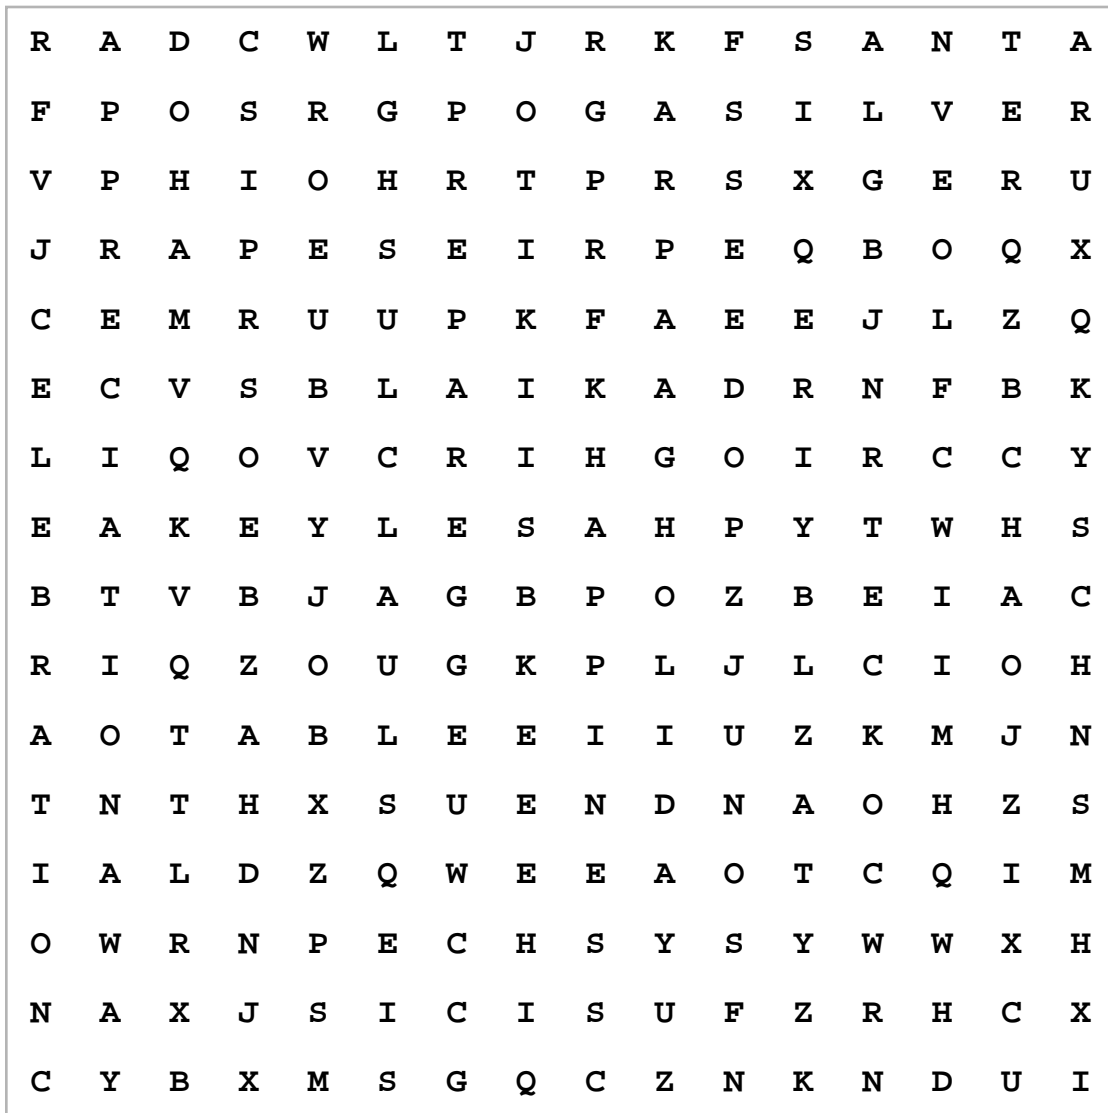 R A D C W L T J R K F S A N T A
F P O S R G P O G A S I L V E R
V P H I O H R T P R S X G E R U
J R A P E S E I R P E Q B O Q X
C E M R U U P K F A E E J L Z Q
E C V S B L A I K A D R N F B K
L I Q O V C R I H G O I R C C Y
E A K E Y L E S A H P Y T W H S
B T V B J A G B P O Z B E I A C
R I Q Z O U G K P L J L C I O H
A O T A B L E E I I U Z K M J N
T N T H X S U E N D N A O H Z S
I A L D Z Q W E E A O T C Q I M
O W R N P E C H S Y S Y W W X H
N A X J S I C I S U F Z R H C X
C Y B X M S G Q C Z N K N D U I